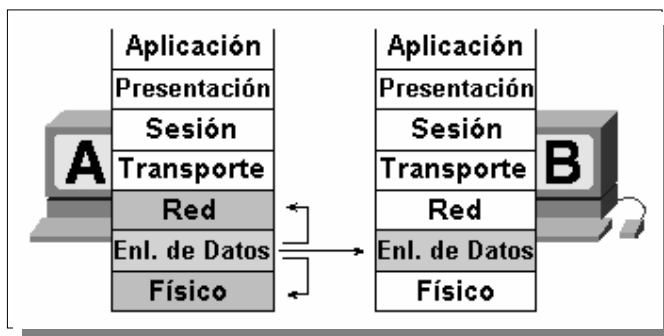 Aplicación
Presentación
Sesión
Transporte
Red
Enl. de Datos
Físico
A
Aplicación
Presentación
Sesión
Transporte
Red
Enl. de Datos
Físico
B